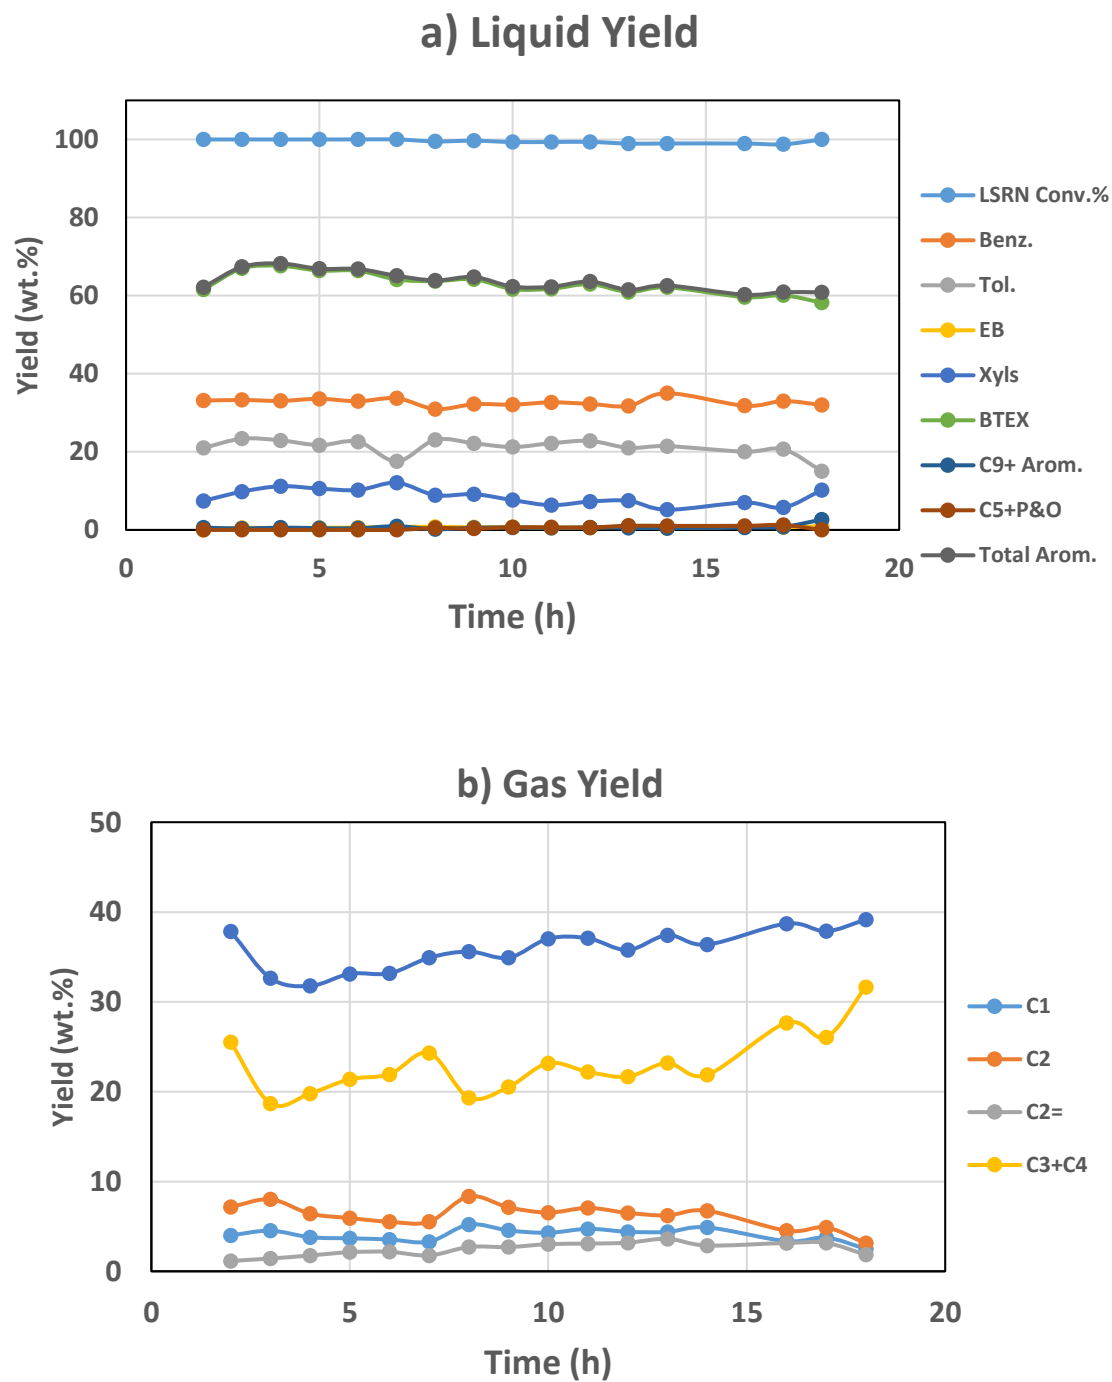 a) Liquid Yield
Yield (wt.%)
100
80
60
40
20
0
0
5
10
15
20
Time (h)
LSRN Conv.%
Benz.
Tol.
EB
Xyls
BTEX
C9+ Arom.
C5+P&O
Total Arom.
b) Gas Yield
Yield (wt.%)
50
40
30
20
10
0
0
5
10
15
20
Time (h)
C1
C2
C2=
C3+C4